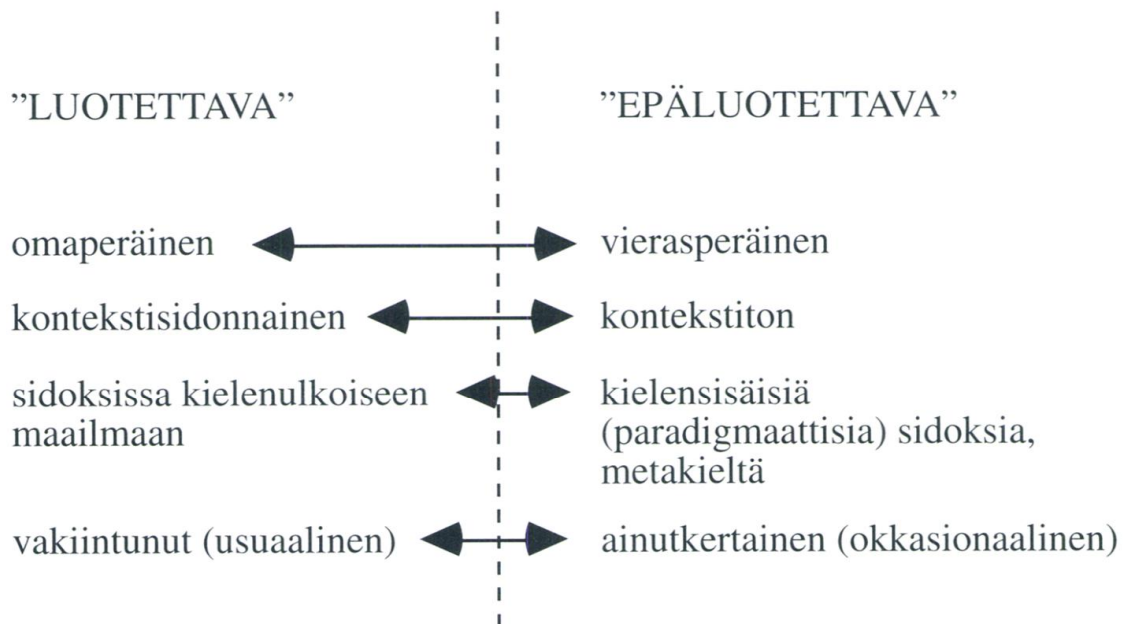 ”LUOTETTAVA” ”EPÄLUOTETTAVA”
omaperäinen vierasperäinen
kontekstisidonnainen kontekstiton
sidoksissa kielenulkoiseen
maailmaan
kielensisäisiä
(paradigmaattisia) sidoksia,
metakieltä
vakiintunut (usuaalinen) ainutkertainen (okkasionaalinen)